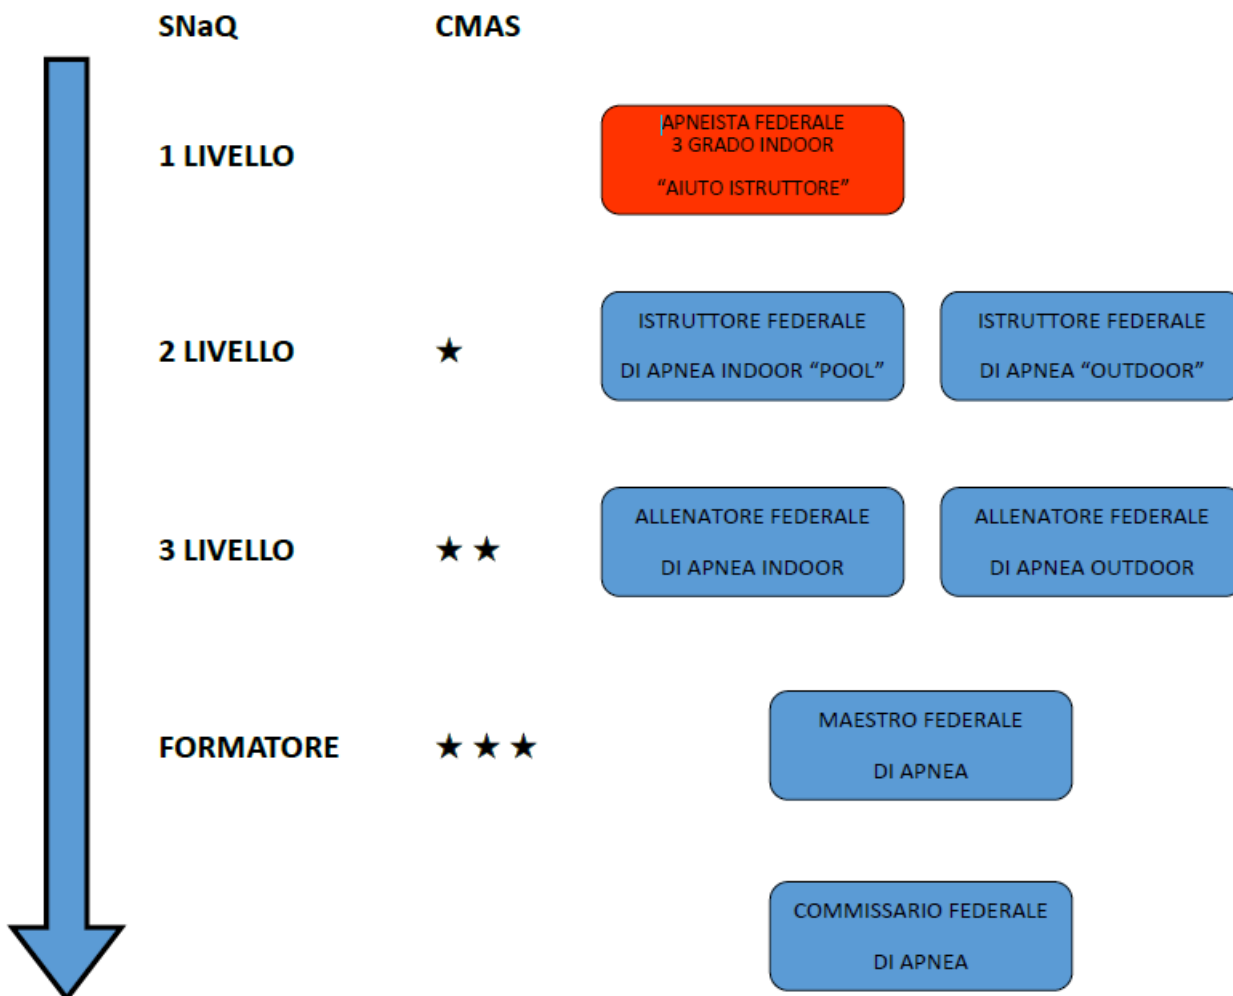 SNaQ CMAS
1 LIVELLO
APNEISTA FEDERALE
3 GRADO INDOOR
“AIUTO ISTRUTTORE”
2 LIVELLO ★
ISTRUTTORE FEDERALE
DI APNEA INDOOR “POOL”
ISTRUTTORE FEDERALE
DI APNEA “OUTDOOR”
3 LIVELLO ★ ★
ALLENATORE FEDERALE
DI APNEA INDOOR
ALLENATORE FEDERALE
DI APNEA OUTDOOR
FORMATORE ★ ★ ★
MAESTRO FEDERALE
DI APNEA
COMMISSARIO FEDERALE
DI APNEA